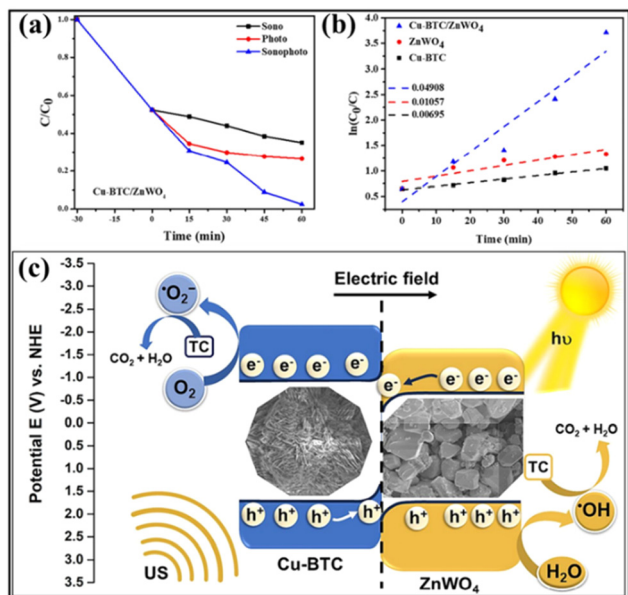 (a)
Sono
Photo
Sonophoto
C/C₀
1.0
0.8
0.6
0.4
0.2
0.0
Cu-BTC/ZnWO₄
-30
-15
0
15
30
45
60
Time (min)
(b)
Cu-BTC/ZnWO₄
ZnWO₄
Cu-BTC
0.04908
0.01057
0.00695
ln(C₀/C)
4.0
3.5
3.0
2.5
2.0
1.5
1.0
0.5
0
10
20
30
40
50
60
Time (min)
(c)
Potential E (V) vs. NHE
-3.5
-3.0
-2.5
-2.0
-1.5
-1.0
-0.5
0.0
0.5
1.0
1.5
2.0
2.5
3.0
3.5
Electric field
•O₂⁻
TC
CO₂ + H₂O
O₂
e⁻ e⁻ e⁻ e⁻
e⁻ e⁻ e⁻ e⁻
hυ
CO₂ + H₂O
TC
•OH
H₂O
h⁺ h⁺ h⁺ h⁺
h⁺ h⁺ h⁺ h⁺
US
Cu-BTC
ZnWO₄